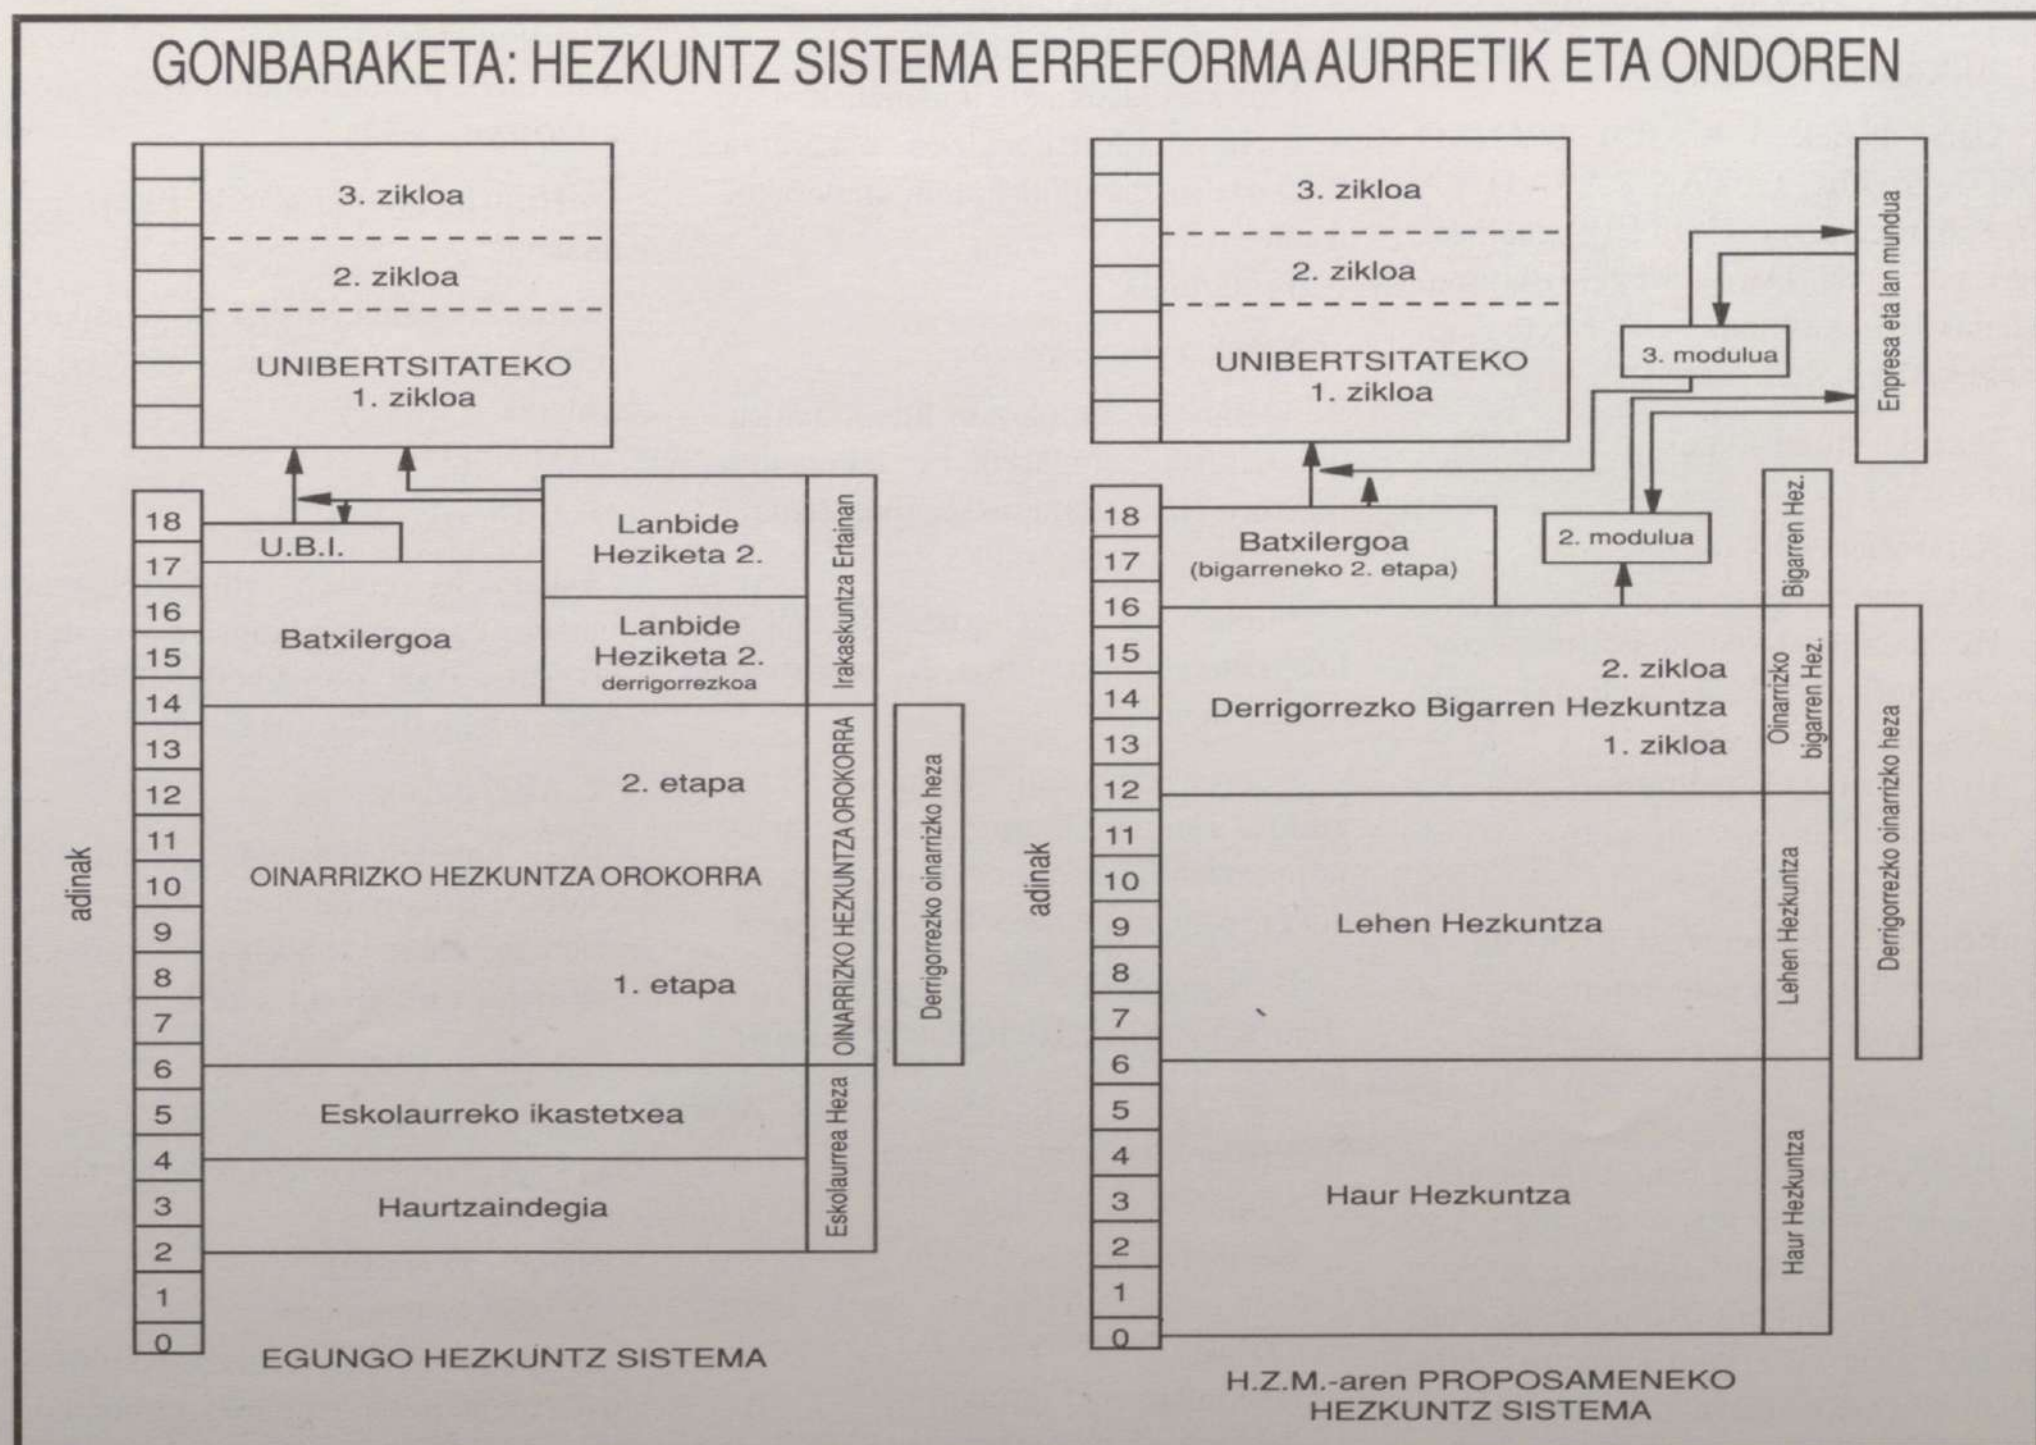 GONBARAKETA: HEZKUNTZ SISTEMA ERREFORMA AURRETIK ETA ONDOREN
3. zikloa
2. zikloa
UNIBERTSITATEKO
1. zikloa
18
17
16
15
14
13
12
11
10
9
8
7
6
5
4
3
2
1
0
adinak
U.B.I.
Batxilergoa
Lanbide
Heziketa 2.
Lanbide
Heziketa 2.
derrigorrezkoa
Irakaskuntza Ertainan
2. etapa
OINARRIZKO HEZKUNTZA OROKORRA
1. etapa
OINARRIZKO HEZKUNTZA OROKORRA
Derrigorrezko oinarrizko heza
Eskolaurreko ikastetxea
Haurtzaindegia
Eskolaurrea Heza
EGUNGO HEZKUNTZ SISTEMA
3. zikloa
2. zikloa
UNIBERTSITATEKO
1. zikloa
3. modulua
Enpresa eta lan mundua
18
17
16
15
14
13
12
11
10
9
8
7
6
5
4
3
2
1
0
adinak
Batxilergoa
(bigarreneko 2. etapa)
2. modulua
Bigarren Hez.
2. zikloa
Derrigorrezko Bigarren Hezkuntza
1. zikloa
Oinarrizko
bigarren Hez.
Lehen Hezkuntza
Lehen Hezkuntza
Derrigorrezko oinarrizko heza
Haur Hezkuntza
Haur Hezkuntza
H.Z.M.-aren PROPOSAMENEKO
HEZKUNTZ SISTEMA